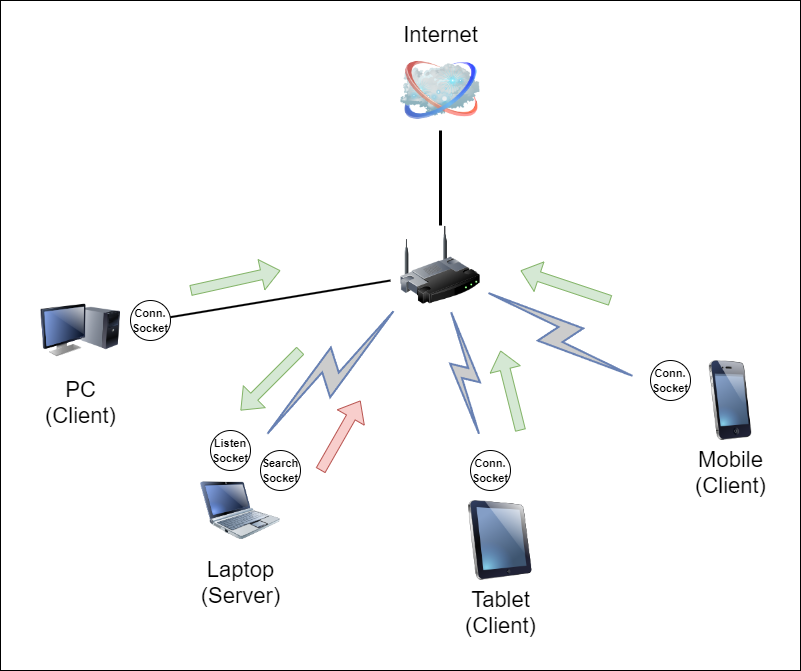 Internet
Conn.
Socket
PC
(Client)
Conn.
Socket
Mobile
(Client)
Listen
Socket
Search
Socket
Laptop
(Server)
Conn.
Socket
Tablet
(Client)